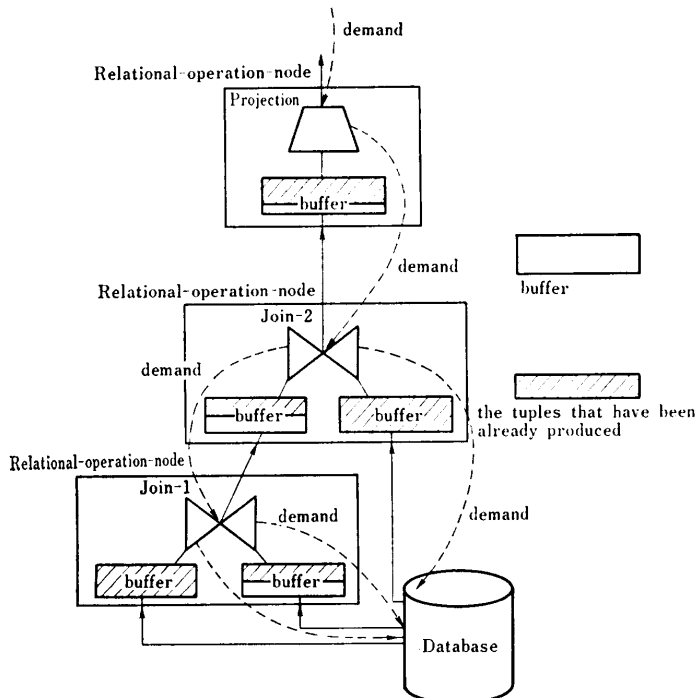 demand
Relational-operation-node
Projection
buffer
demand
buffer
Relational-operation-node
Join-2
demand
buffer
buffer
the tuples that have been
already produced
Relational-operation-node
Join-1
demand
demand
buffer
buffer
Database